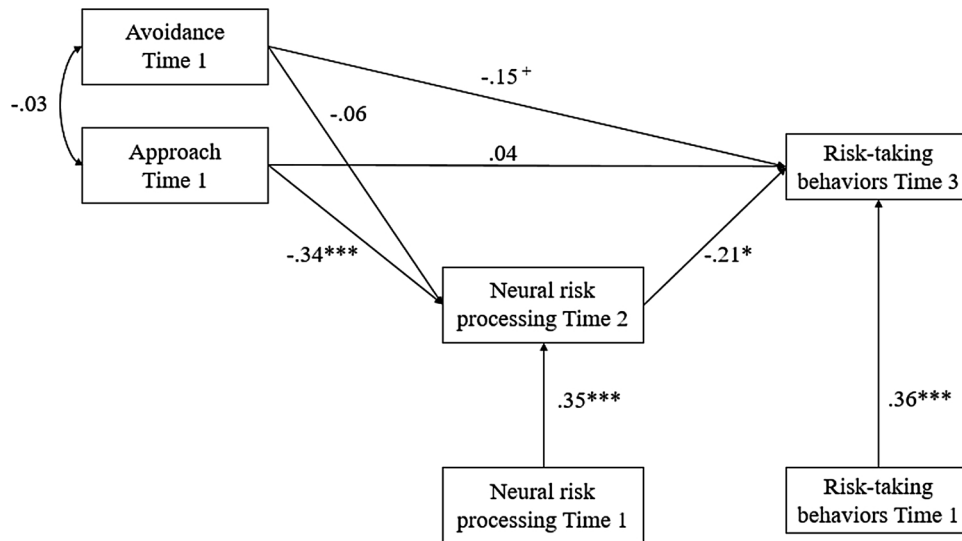 Avoidance
Time 1
-.15⁺
-.03
-.06
Approach
Time 1
.04
Risk-taking
behaviors Time 3
-.34***
-.21*
Neural risk
processing Time 2
.35***
.36***
Neural risk
processing Time 1
Risk-taking
behaviors Time 1